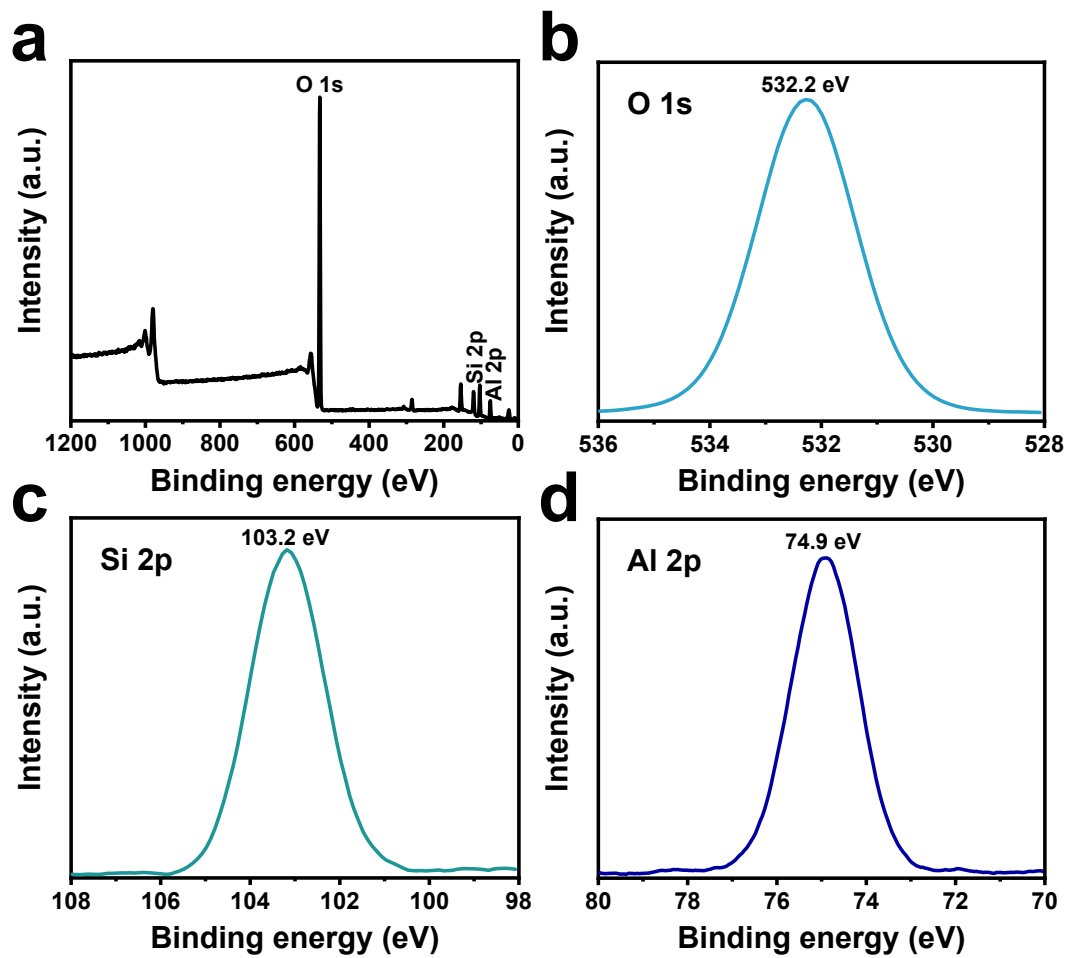 a
O 1s
Si 2p
Al 2p
Intensity (a.u.)
1200 1000 800 600 400 200 0
Binding energy (eV)
b
532.2 eV
O 1s
Intensity (a.u.)
536 534 532 530 528
Binding energy (eV)
c
103.2 eV
Si 2p
Intensity (a.u.)
108 106 104 102 100 98
Binding energy (eV)
d
74.9 eV
Al 2p
Intensity (a.u.)
80 78 76 74 72 70
Binding energy (eV)